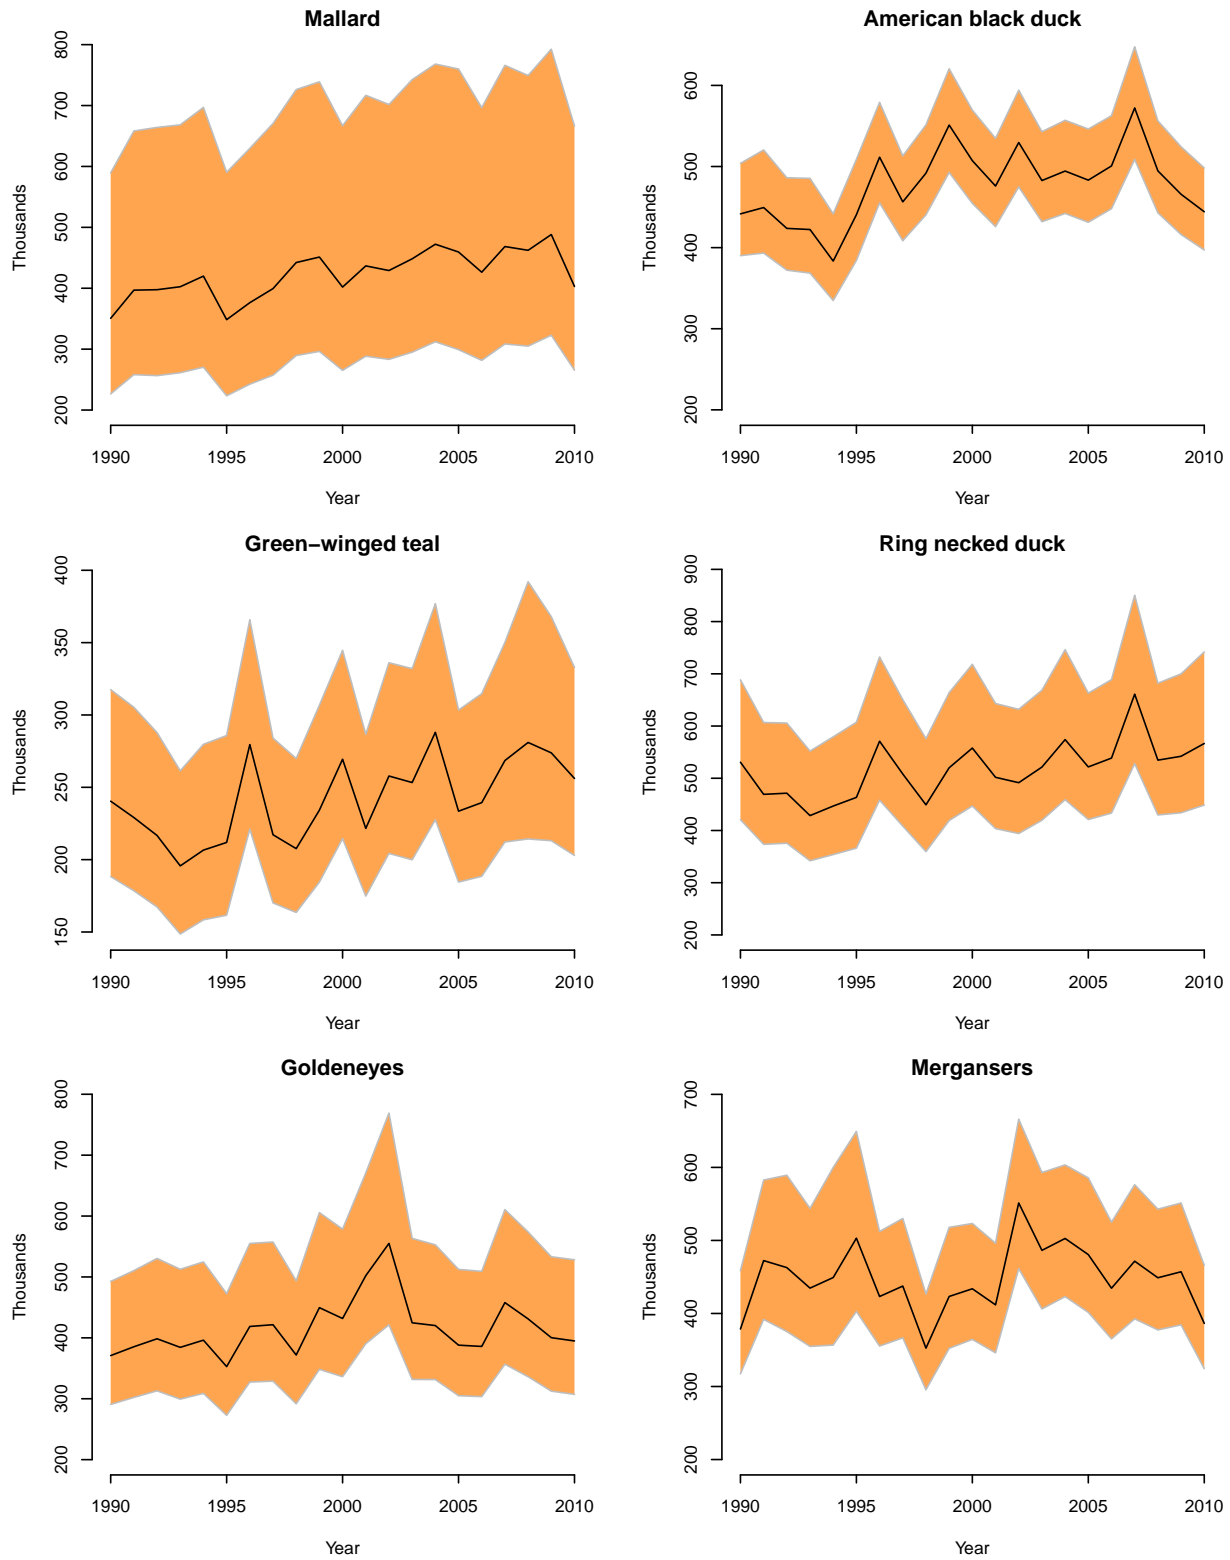 Mallard
Thousands
200 300 400 500 600 700 800
1990 1995 2000 2005 2010
Year
American black duck
Thousands
200 300 400 500 600
1990 1995 2000 2005 2010
Year
Green−winged teal
Thousands
150 200 250 300 350 400
1990 1995 2000 2005 2010
Year
Ring necked duck
Thousands
200 300 400 500 600 700 800 900
1990 1995 2000 2005 2010
Year
Goldeneyes
Thousands
200 300 400 500 600 700 800
1990 1995 2000 2005 2010
Year
Mergansers
Thousands
200 300 400 500 600 700
1990 1995 2000 2005 2010
Year